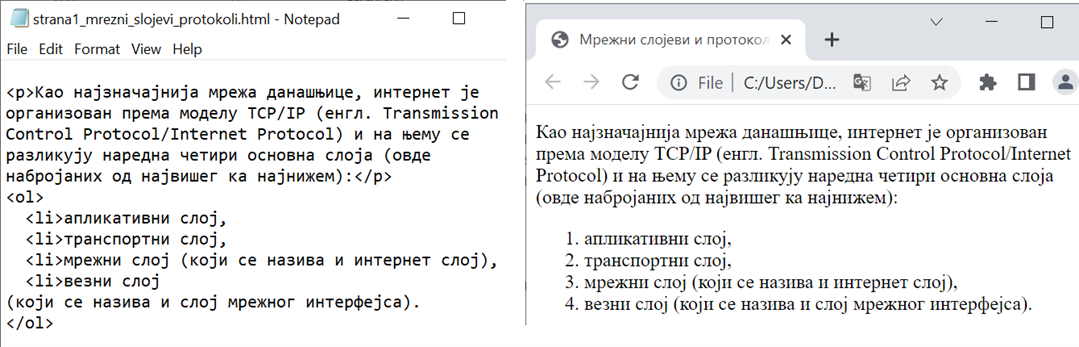 strana1_mrezni_slojevi_protokoli.html - Notepad
File Edit Format View Help
<p>Као најзначајнија мрежа данашњице, интернет је
организован према моделу TCP/IP (енгл. Transmission
Control Protocol/Internet Protocol) и на њему се
разликују наредна четири основна слоја (овде
набројаних од највишег ка најнижем):</p>
<ol>
<li>апликативни слој,
<li>транспортни слој,
<li>мрежни слој (који се назива и интернет слој),
<li>везни слој
(који се назива и слој мрежног интерфејса).
</ol>
Мрежни слојеви и протокол
File C:/Users/D...
Као најзначајнија мрежа данашњице, интернет је организован
према моделу TCP/IP (енгл. Transmission Control Protocol/Internet
Protocol) и на њему се разликују наредна четири основна слоја
(овде набројаних од највишег ка најнижем):
1. апликативни слој,
2. транспортни слој,
3. мрежни слој (који се назива и интернет слој),
4. везни слој (који се назива и слој мрежног интерфејса).